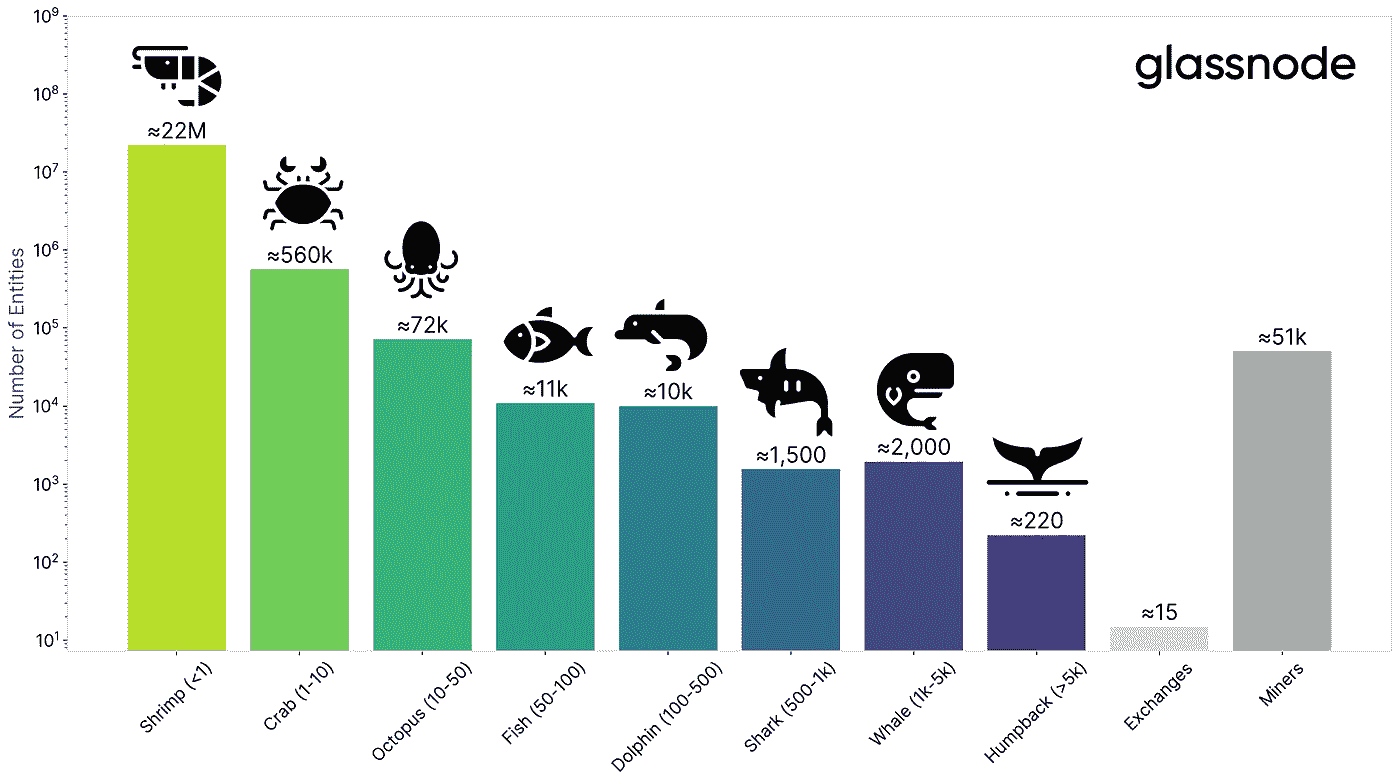 glassnode
Number of Entities
10⁹
10⁸
10⁷
10⁶
10⁵
10⁴
10³
10²
10¹
≈22M
≈560k
≈72k
≈11k
≈10k
≈1,500
≈2,000
≈220
≈15
≈51k
Shrimp (<1)
Crab (1-10)
Octopus (10-50)
Fish (50-100)
Dolphin (100-500)
Shark (500-1k)
Whale (1k-5k)
Humpback (>5k)
Exchanges
Miners